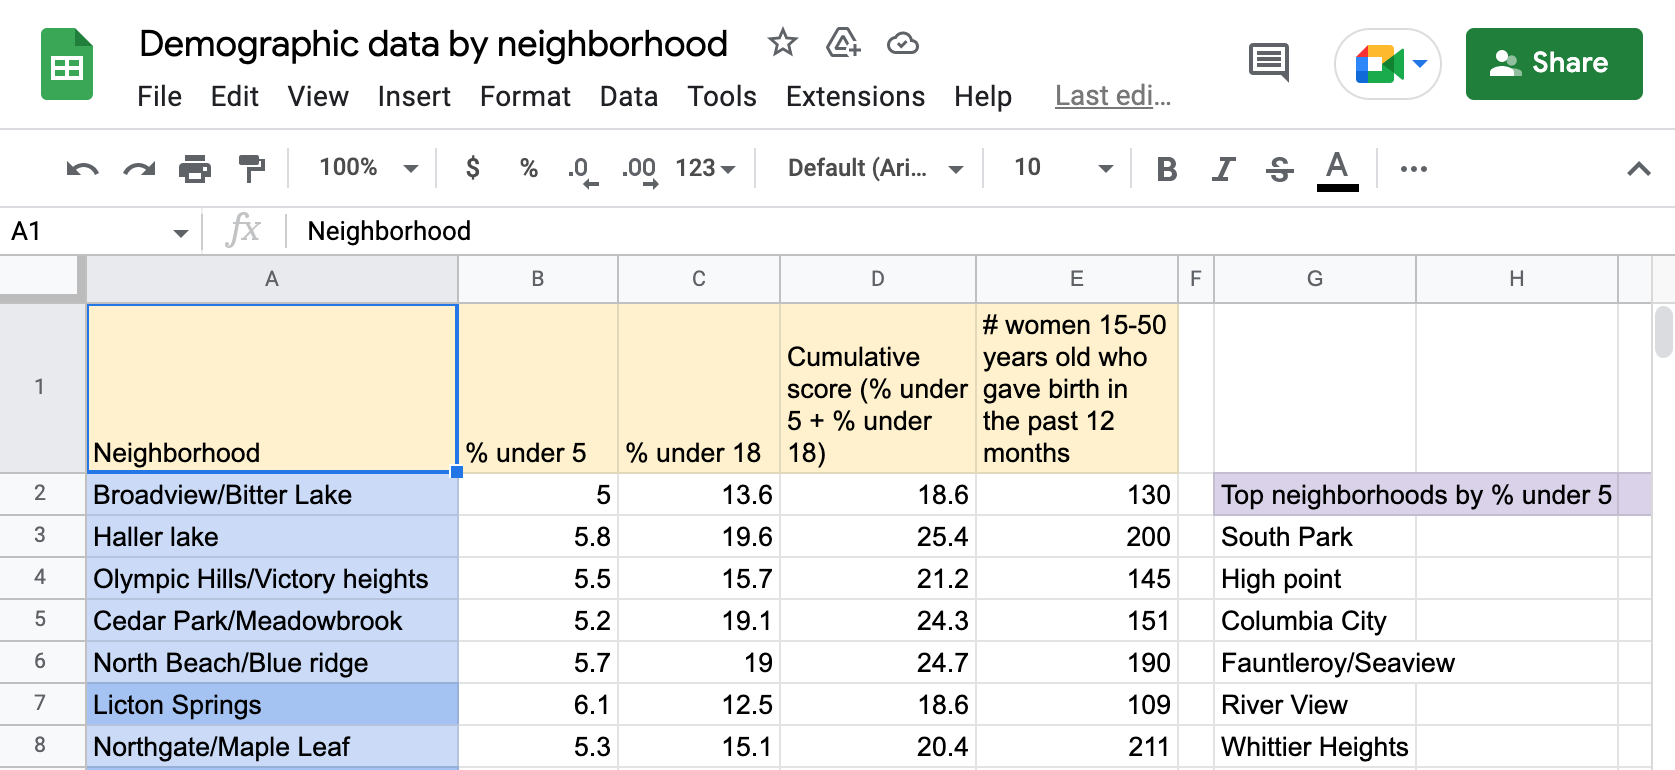 Demographic data by neighborhood
File Edit View Insert Format Data Tools Extensions Help Last edi...
Share
100% $ % .0 .00 123 Default (Ari... 10 B I S A
A1 fx Neighborhood
A B C D E F G H
1 Neighborhood % under 5 % under 18 Cumulative score (% under 5 + % under 18) # women 15-50 years old who gave birth in the past 12 months
2 Broadview/Bitter Lake 5 13.6 18.6 130 Top neighborhoods by % under 5
3 Haller lake 5.8 19.6 25.4 200 South Park
4 Olympic Hills/Victory heights 5.5 15.7 21.2 145 High point
5 Cedar Park/Meadowbrook 5.2 19.1 24.3 151 Columbia City
6 North Beach/Blue ridge 5.7 19 24.7 190 Fauntleroy/Seaview
7 Licton Springs 6.1 12.5 18.6 109 River View
8 Northgate/Maple Leaf 5.3 15.1 20.4 211 Whittier Heights